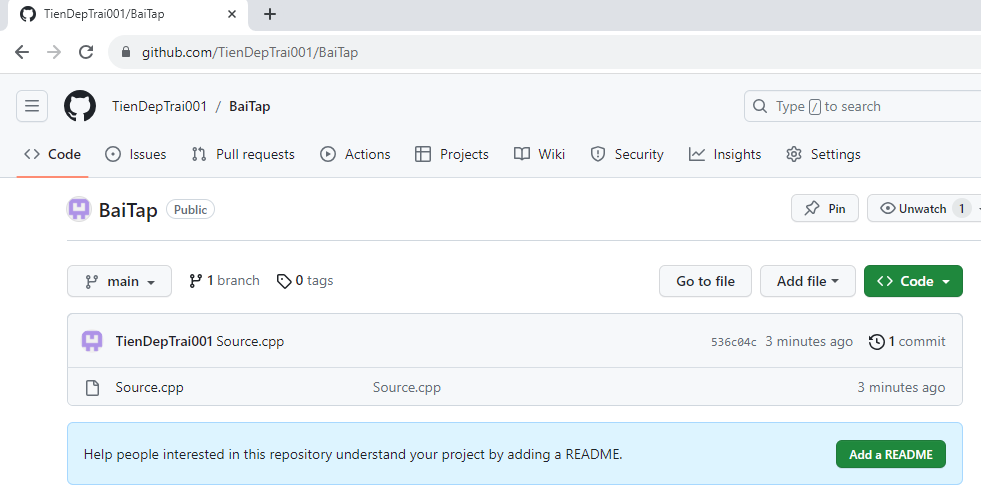 TienDepTrai001/BaiTap
github.com/TienDepTrai001/BaiTap
TienDepTrai001 / BaiTap
Type / to search
Code Issues Pull requests Actions Projects Wiki Security Insights Settings
BaiTap Public Pin Unwatch 1
main 1 branch 0 tags Go to file Add file Code
TienDepTrai001 Source.cpp 536c04c 3 minutes ago 1 commit
Source.cpp Source.cpp 3 minutes ago
Help people interested in this repository understand your project by adding a README. Add a README